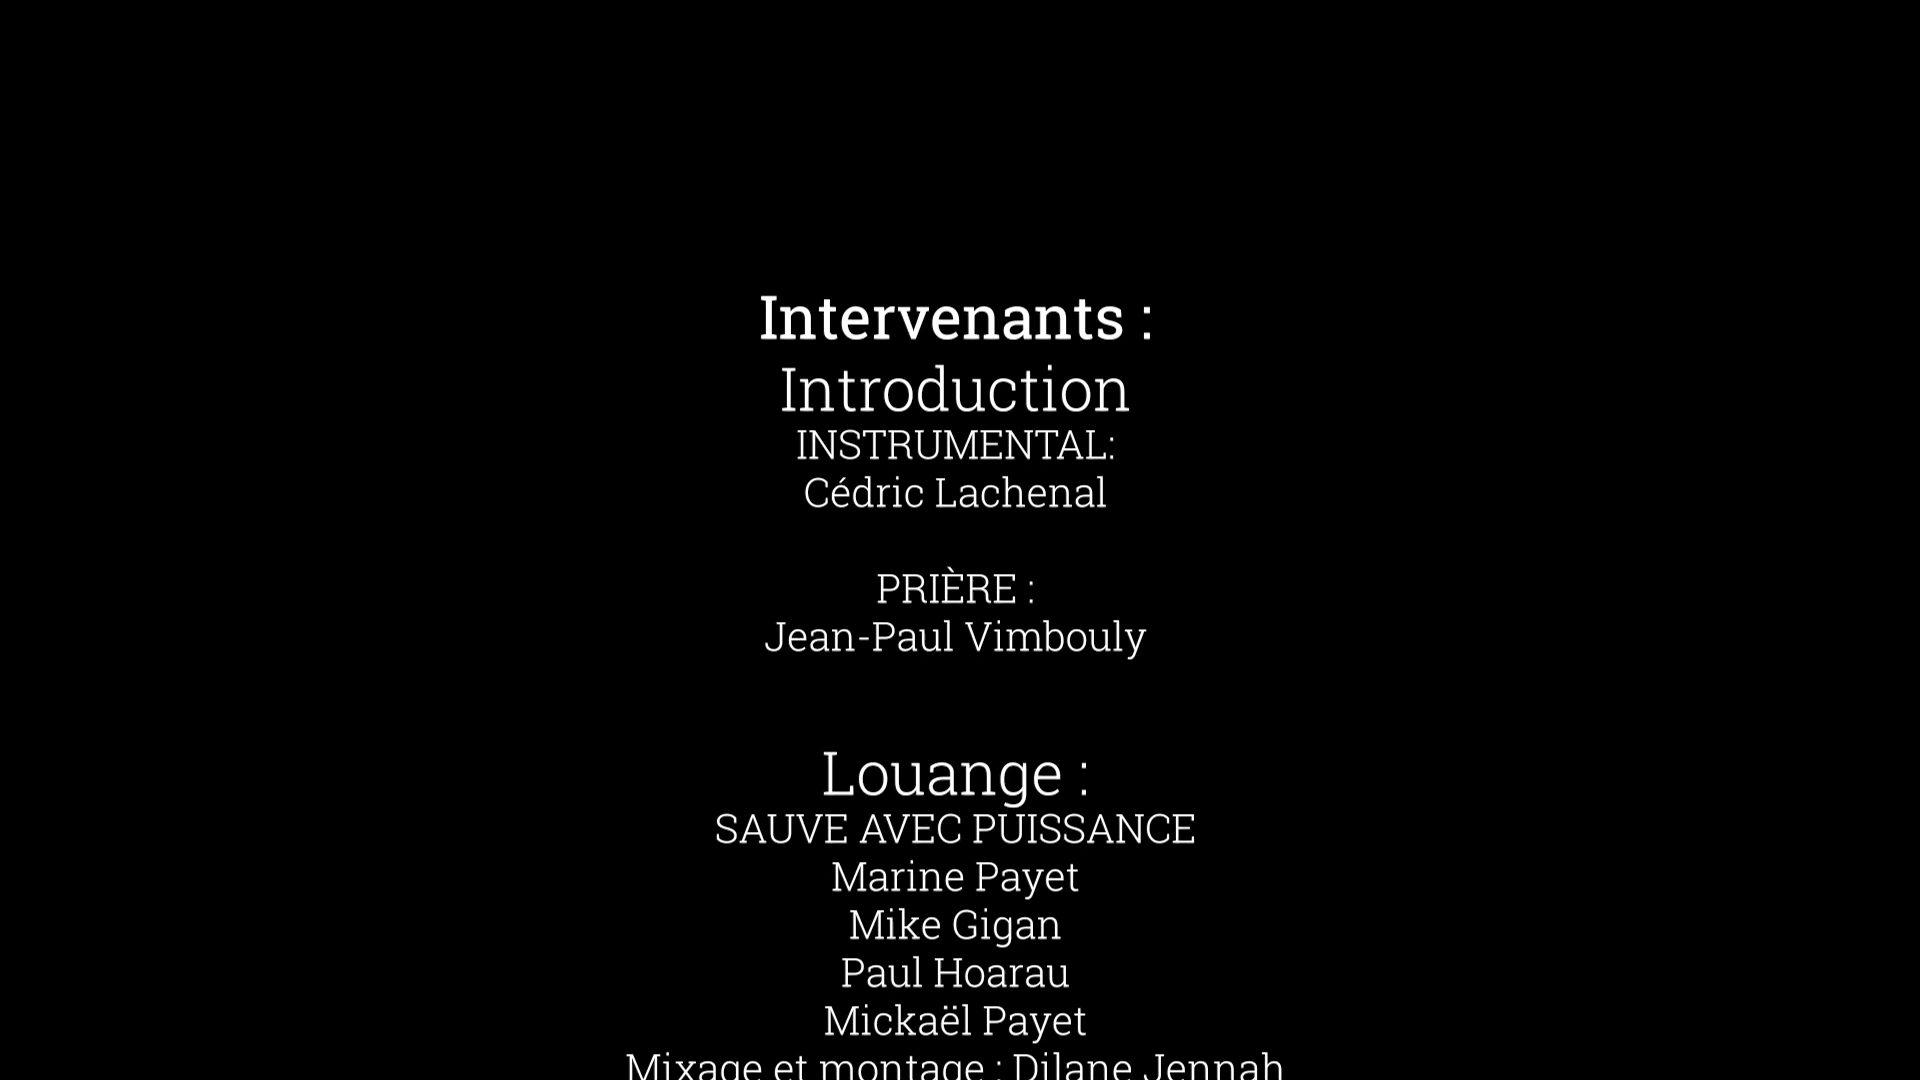 Intervenants :
Introduction
INSTRUMENTAL:
Cédric Lachenal
PRIÈRE :
Jean-Paul Vimbouly
Louange :
SAUVE AVEC PUISSANCE
Marine Payet
Mike Gigan
Paul Hoarau
Mickaël Payet
Mixage et montage : Dilane Jennah